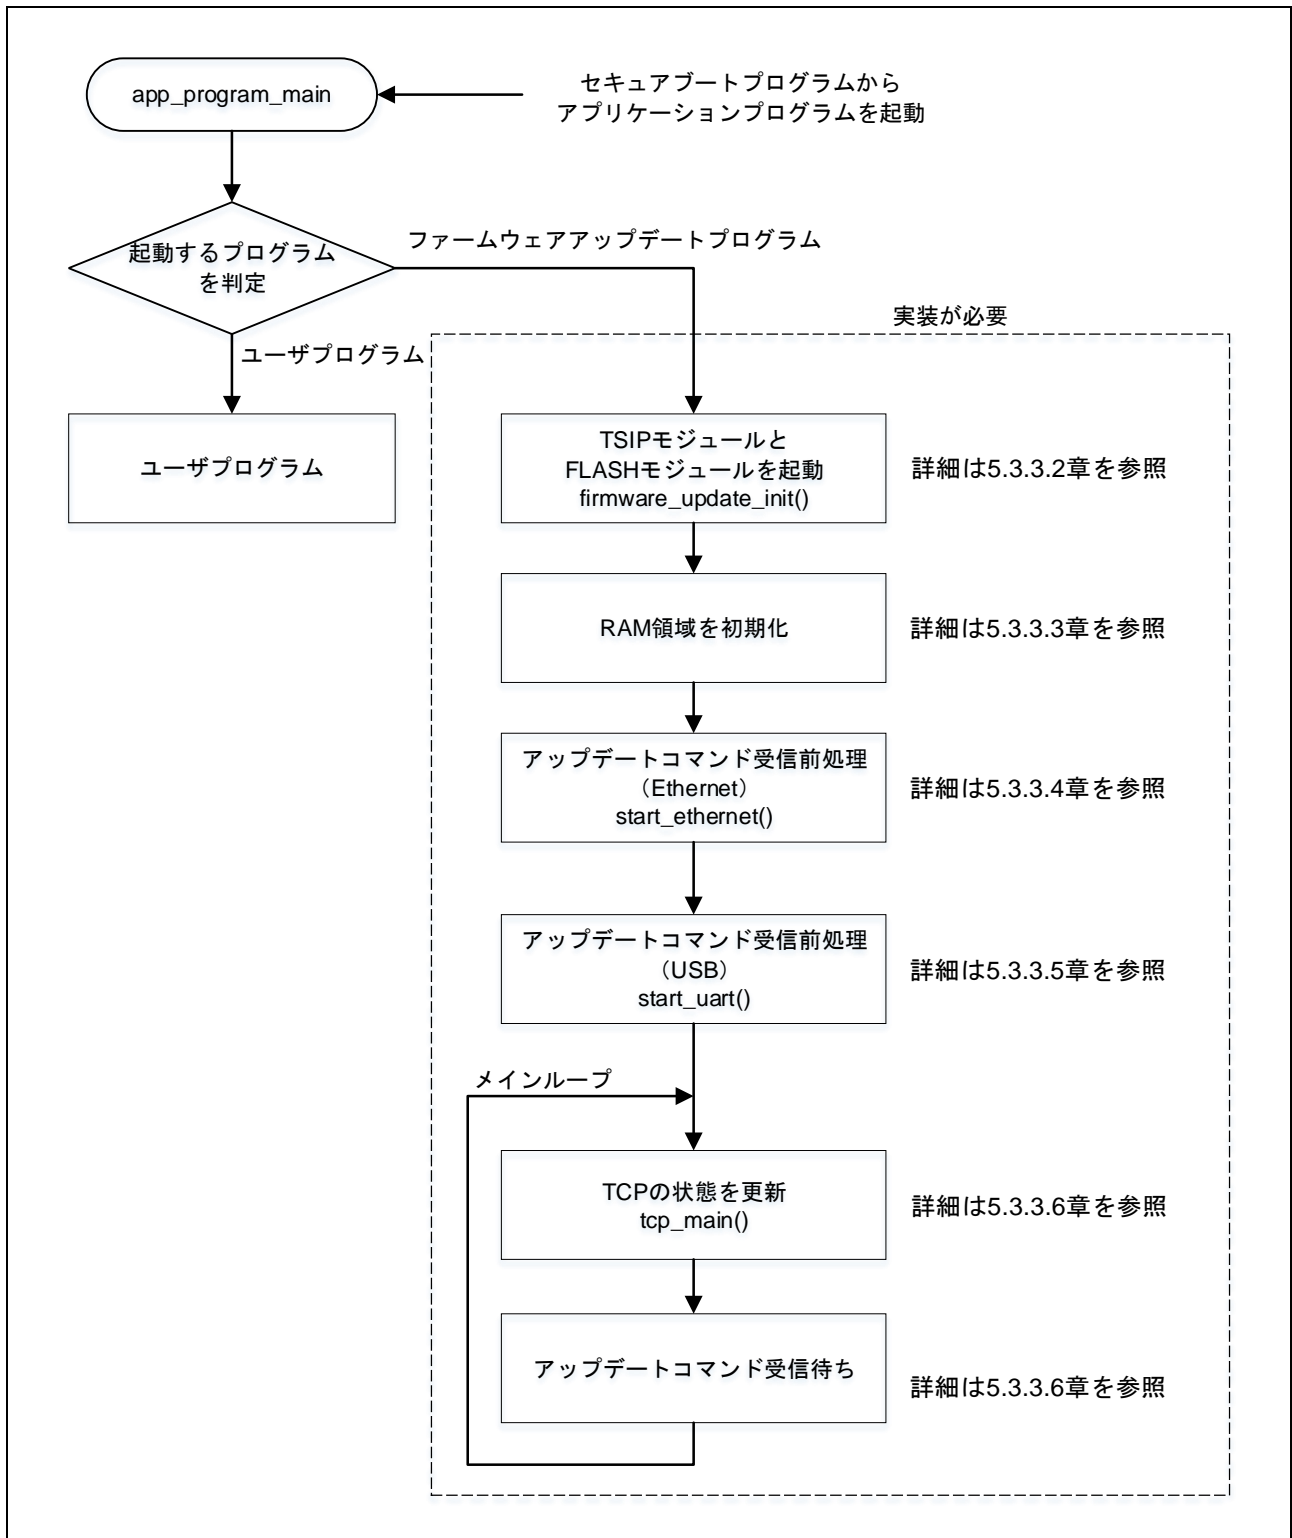 app_program_main
セキュアブートプログラムから
アプリケーションプログラムを起動
起動するプログラム
を判定
ファームウェアアップデートプログラム
実装が必要
ユーザプログラム
ユーザプログラム
TSIPモジュールと
FLASHモジュールを起動
firmware_update_init()
詳細は5.3.3.2章を参照
RAM領域を初期化
詳細は5.3.3.3章を参照
アップデートコマンド受信前処理
（Ethernet）
start_ethernet()
詳細は5.3.3.4章を参照
アップデートコマンド受信前処理
（USB）
start_uart()
詳細は5.3.3.5章を参照
メインループ
TCPの状態を更新
tcp_main()
詳細は5.3.3.6章を参照
アップデートコマンド受信待ち
詳細は5.3.3.6章を参照